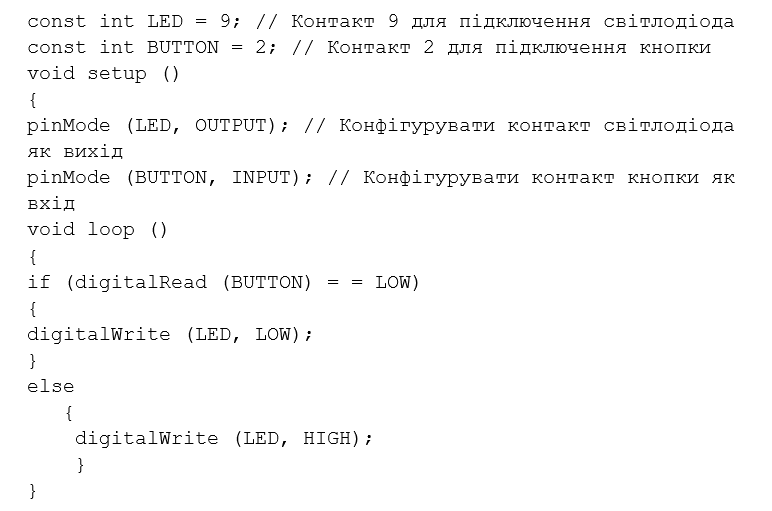 const int LED = 9; // Контакт 9 для підключення світлодіода
const int BUTTON = 2; // Контакт 2 для підключення кнопки
void setup ()
{
pinMode (LED, OUTPUT); // Конфігурувати контакт світлодіода
як вихід
pinMode (BUTTON, INPUT); // Конфігурувати контакт кнопки як
вхід
void loop ()
{
if (digitalRead (BUTTON) = = LOW)
{
digitalWrite (LED, LOW);
}
else
{
digitalWrite (LED, HIGH);
}
}